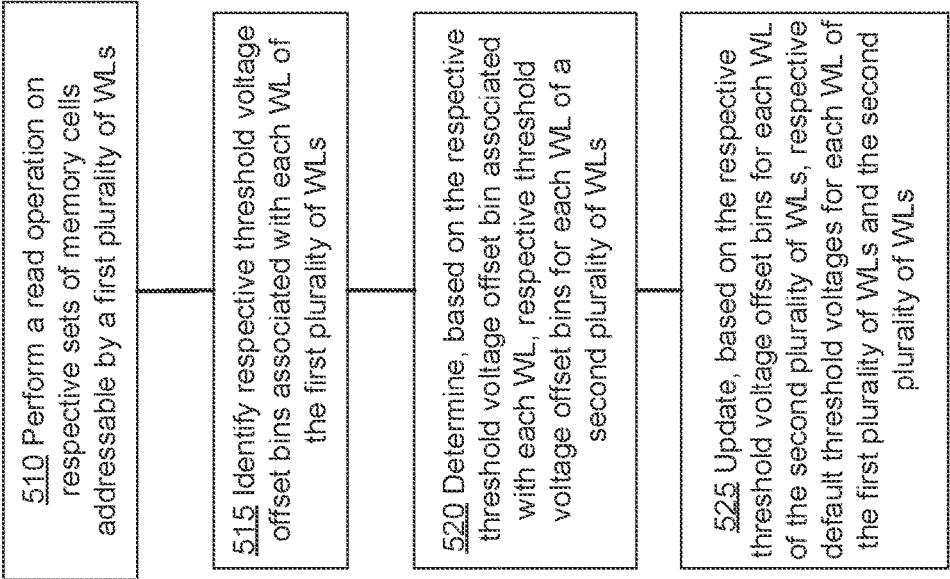 510 Perform a read operation on
respective sets of memory cells
addressable by a first plurality of WLs
515 Identify respective threshold voltage
offset bins associated with each WL of
the first plurality of WLs
520 Determine, based on the respective
threshold voltage offset bin associated
with each WL, respective threshold
voltage offset bins for each WL of a
second plurality of WLs
525 Update, based on the respective
threshold voltage offset bins for each WL
of the second plurality of WLs, respective
default threshold voltages for each WL of
the first plurality of WLs and the second
plurality of WLs